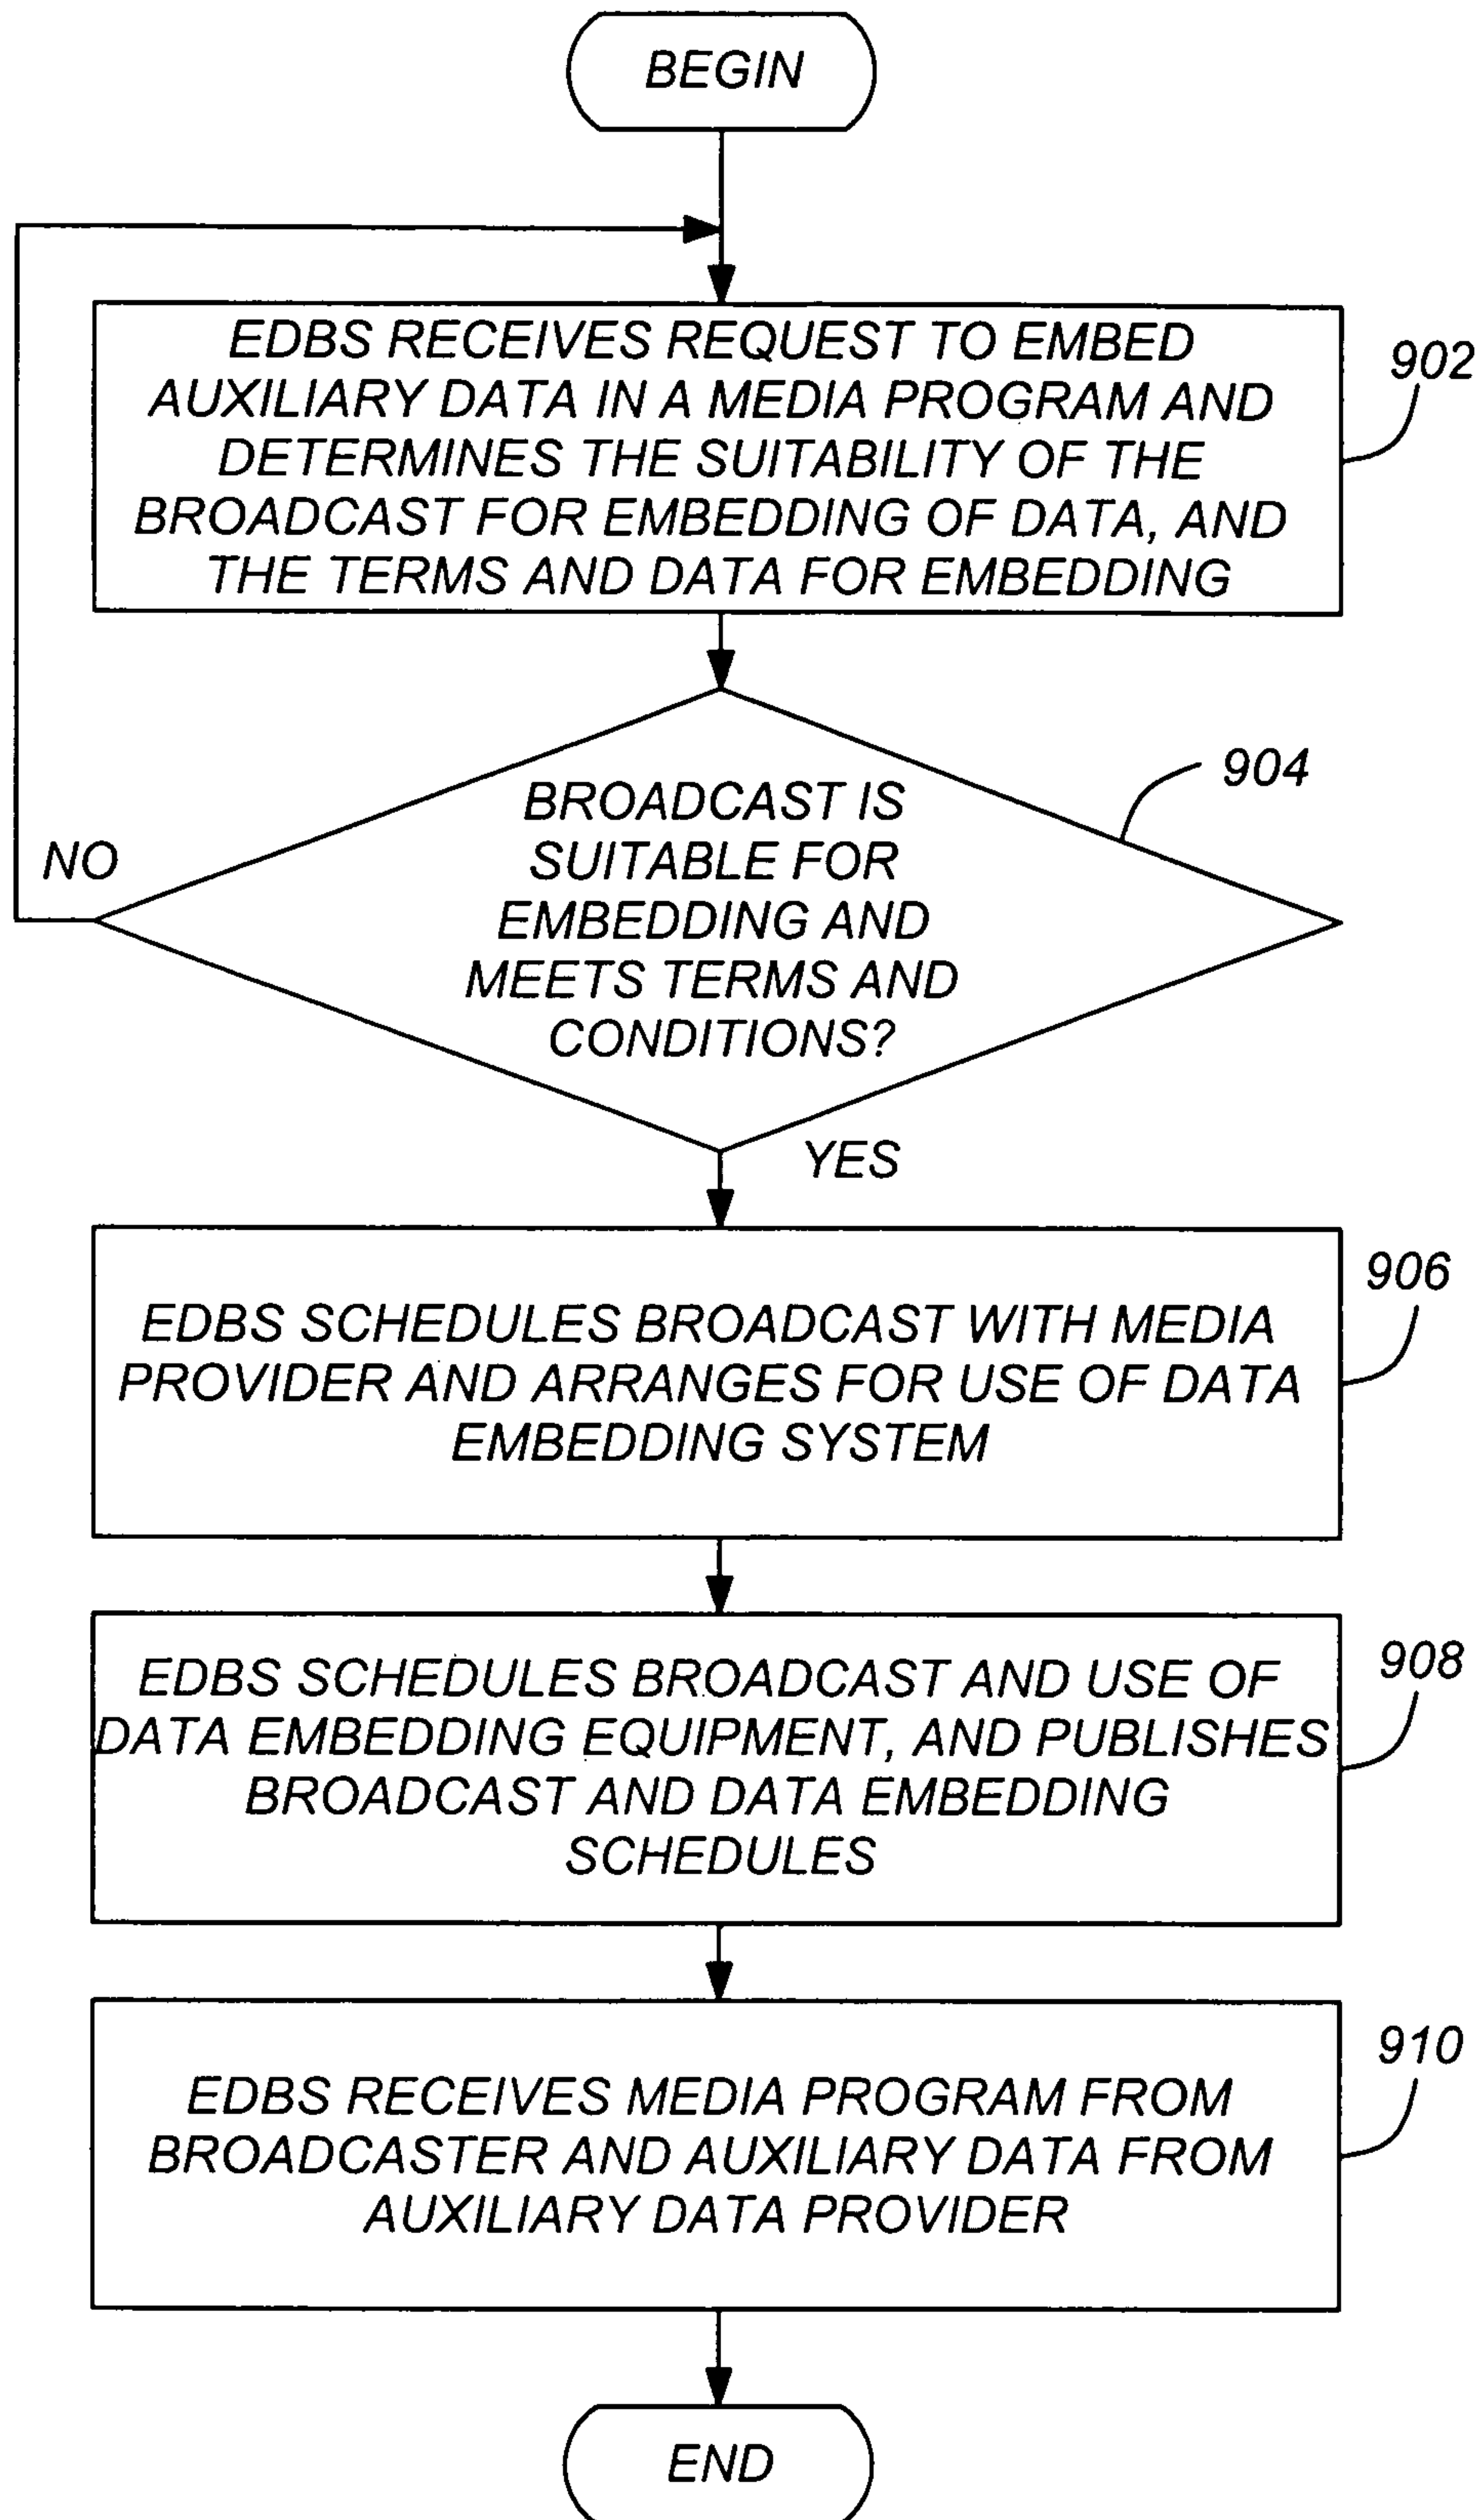 BEGIN
EDBS RECEIVES REQUEST TO EMBED
AUXILIARY DATA IN A MEDIA PROGRAM AND
DETERMINES THE SUITABILITY OF THE
BROADCAST FOR EMBEDDING OF DATA, AND
THE TERMS AND DATA FOR EMBEDDING
902
BROADCAST IS
SUITABLE FOR
EMBEDDING AND
MEETS TERMS AND
CONDITIONS?
904
NO
YES
EDBS SCHEDULES BROADCAST WITH MEDIA
PROVIDER AND ARRANGES FOR USE OF DATA
EMBEDDING SYSTEM
906
EDBS SCHEDULES BROADCAST AND USE OF
DATA EMBEDDING EQUIPMENT, AND PUBLISHES
BROADCAST AND DATA EMBEDDING
SCHEDULES
908
EDBS RECEIVES MEDIA PROGRAM FROM
BROADCASTER AND AUXILIARY DATA FROM
AUXILIARY DATA PROVIDER
910
END